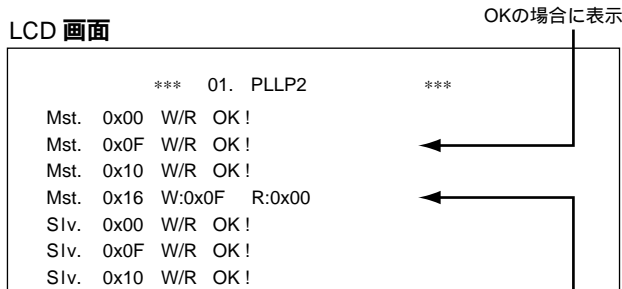 OKの場合に表示
LCD 画面
*** 01. PLLP2 ***
Mst. 0x00 W/R OK!
Mst. 0x0F W/R OK!
Mst. 0x10 W/R OK!
Mst. 0x16 W:0x0F R:0x00
Slv. 0x00 W/R OK!
Slv. 0x0F W/R OK!
Slv. 0x10 W/R OK!